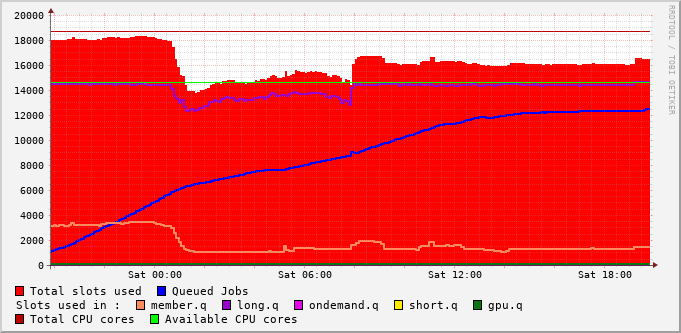 20000
18000
16000
14000
12000
10000
8000
6000
4000
2000
0
Sat 00:00 Sat 06:00 Sat 12:00 Sat 18:00
RRDTOOL / TOBI OETIKER
Total slots used Queued Jobs
Slots used in : member.q long.q ondemand.q short.q gpu.q
Total CPU cores Available CPU cores